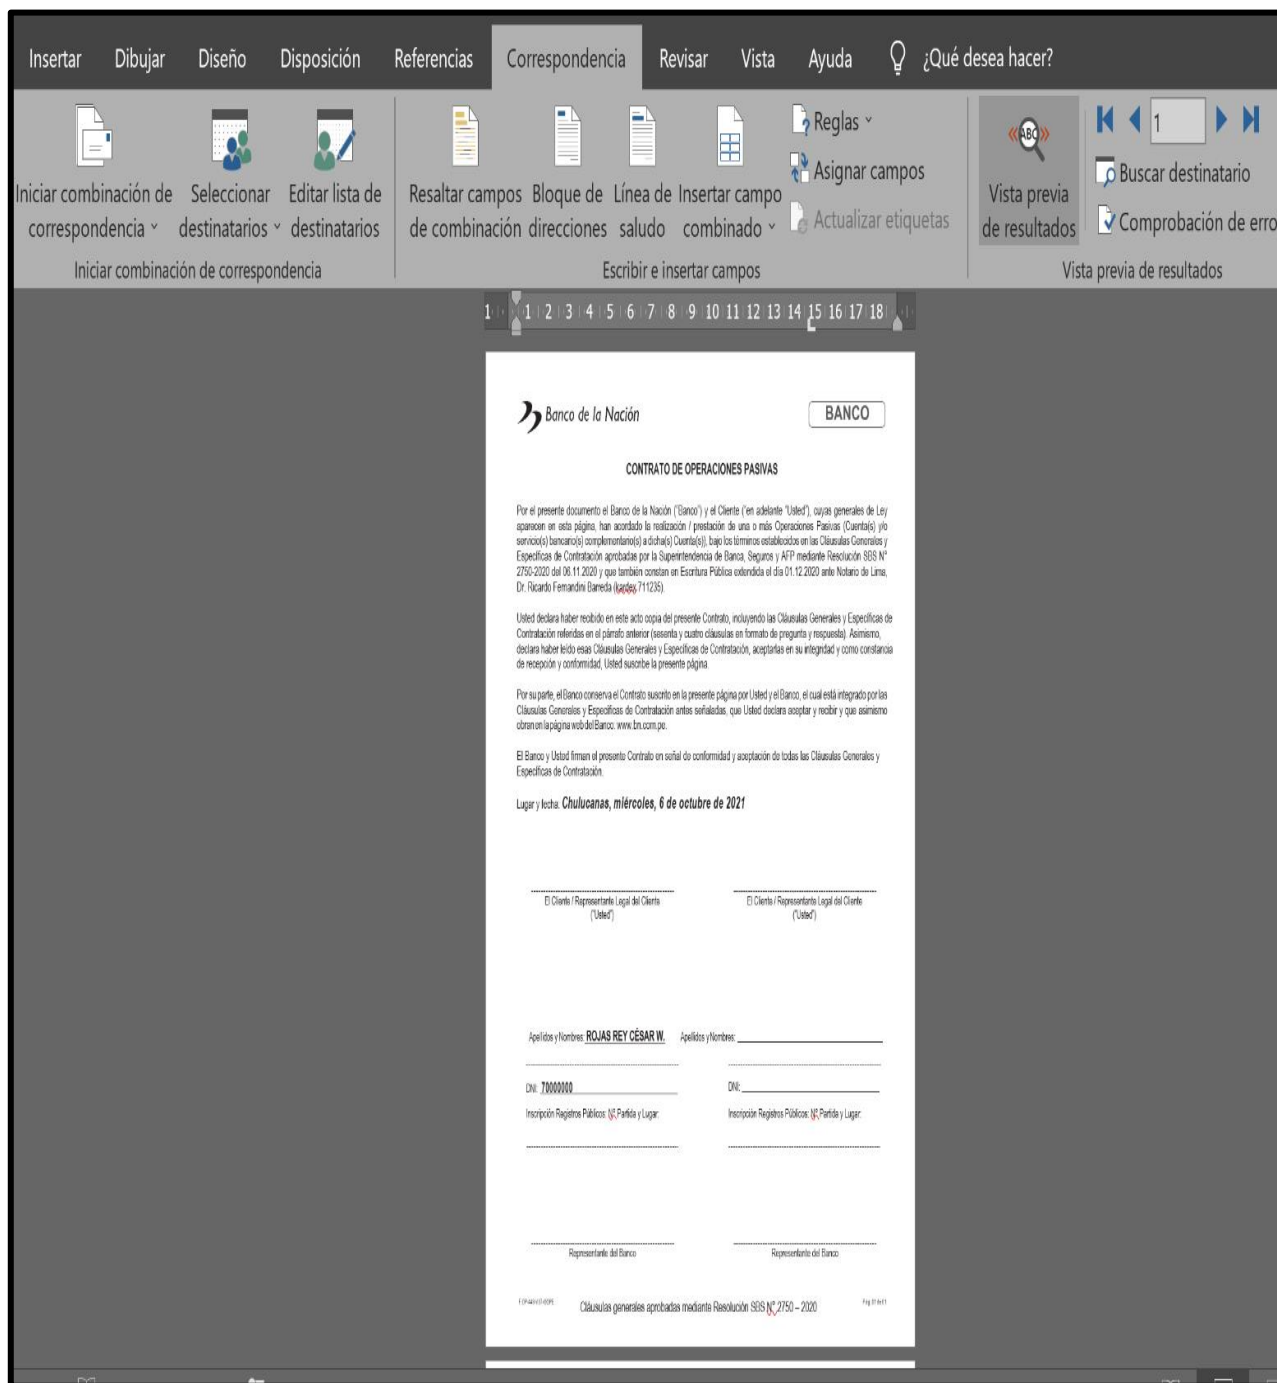 Insertar Dibujar Diseño Disposición Referencias Correspondencia Revisar Vista Ayuda ¿Qué desea hacer?
Iniciar combinación de correspondencia
Seleccionar destinatarios
Editar lista de destinatarios
Iniciar combinación de correspondencia
Resaltar campos de combinación
Bloque de direcciones
Línea de saludo
Insertar campo combinado
Reglas
Asignar campos
Actualizar etiquetas
Escribir e insertar campos
«ABC»
Vista previa de resultados
1
Buscar destinatario
Comprobación de erro
Vista previa de resultados
1 1 2 3 4 5 6 7 8 9 10 11 12 13 14 15 16 17 18
Banco de la Nación
BANCO
CONTRATO DE OPERACIONES PASIVAS
Por el presente documento el Banco de la Nación ("Banco") y el Cliente ("en adelante "Usted"), cuyas generales de Ley
aparecen en esta página, han acordado la realización / prestación de una o más Operaciones Pasivas (Cuenta(s) y/o
servicio(s) bancario(s) complementario(s) a dicha(s) Cuenta(s)), bajo los términos establecidos en las Cláusulas Generales y
Específicas de Contratación aprobadas por la Superintendencia de Banca, Seguros y AFP mediante Resolución SBS N°
2750-2020 del 06.11.2020 y que también constan en Escritura Pública extendida el día 01.12.2020 ante Notario de Lima,
Dr. Ricardo Fernandini Barreda (kardex 711235).
Usted declara haber recibido en este acto copia del presente Contrato, incluyendo las Cláusulas Generales y Específicas de
Contratación referidas en el párrafo anterior (sesenta y cuatro cláusulas en formato de pregunta y respuesta). Asimismo,
declara haber leído esas Cláusulas Generales y Específicas de Contratación, aceptarlas en su integridad y como constancia
de recepción y conformidad, Usted suscribe la presente página.
Por su parte, el Banco conserva el Contrato suscrito en la presente página por Usted y el Banco, el cual está integrado por las
Cláusulas Generales y Específicas de Contratación antes señaladas, que Usted declara aceptar y recibir y que asimismo
obran en la página web del Banco: www.bn.com.pe.
El Banco y Usted firman el presente Contrato en señal de conformidad y aceptación de todas las Cláusulas Generales y
Específicas de Contratación.
Lugar y fecha: Chulucanas, miércoles, 6 de octubre de 2021
El Cliente / Representante Legal del Cliente
("Usted")
El Cliente / Representante Legal del Cliente
("Usted")
Apellidos y Nombres: ROJAS REY CÉSAR W.
Apellidos y Nombres:
DNI: 70000000
DNI:
Inscripción Registros Públicos: N° Partida y Lugar:
Inscripción Registros Públicos: N° Partida y Lugar:
Representante del Banco
Representante del Banco
Cláusulas generales aprobadas mediante Resolución SBS N° 2750 – 2020